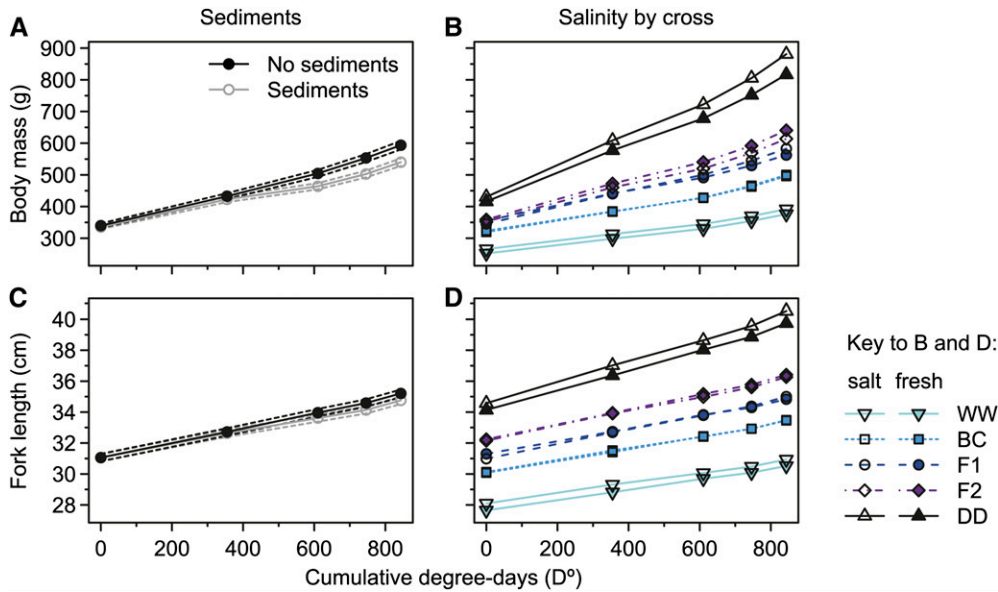 Sediments
Salinity by cross
A
B
900
800
700
600
500
400
300
Body mass (g)
No sediments
Sediments
C
D
40
38
36
34
32
30
28
Fork length (cm)
0 200 400 600 800
0 200 400 600 800
Cumulative degree-days (Dº)
Key to B and D:
salt fresh
WW
BC
F1
F2
DD